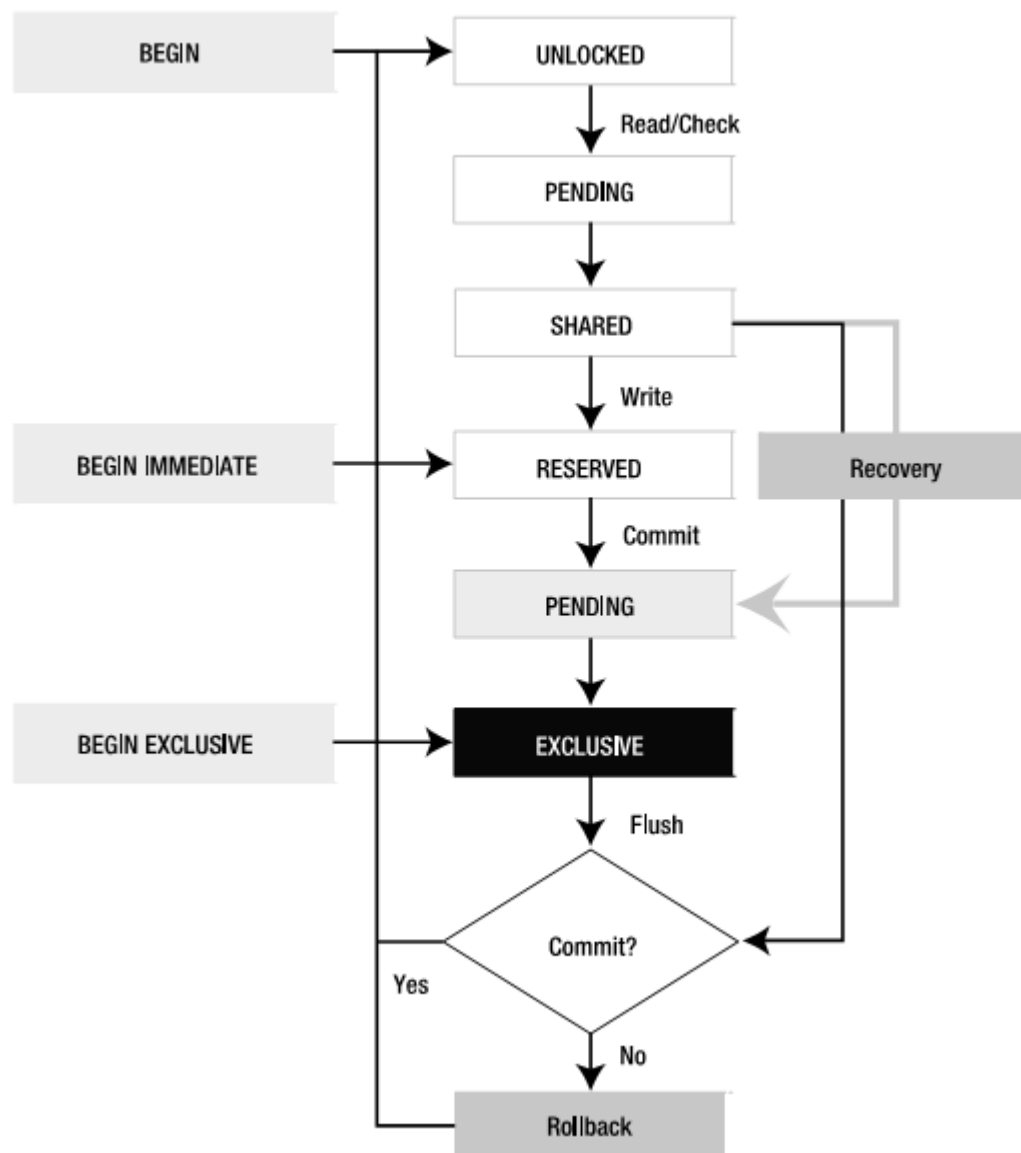 BEGIN
UNLOCKED
Read/Check
PENDING
SHARED
Write
BEGIN IMMEDIATE
RESERVED
Recovery
Commit
PENDING
BEGIN EXCLUSIVE
EXCLUSIVE
Flush
Commit?
Yes
No
Rollback